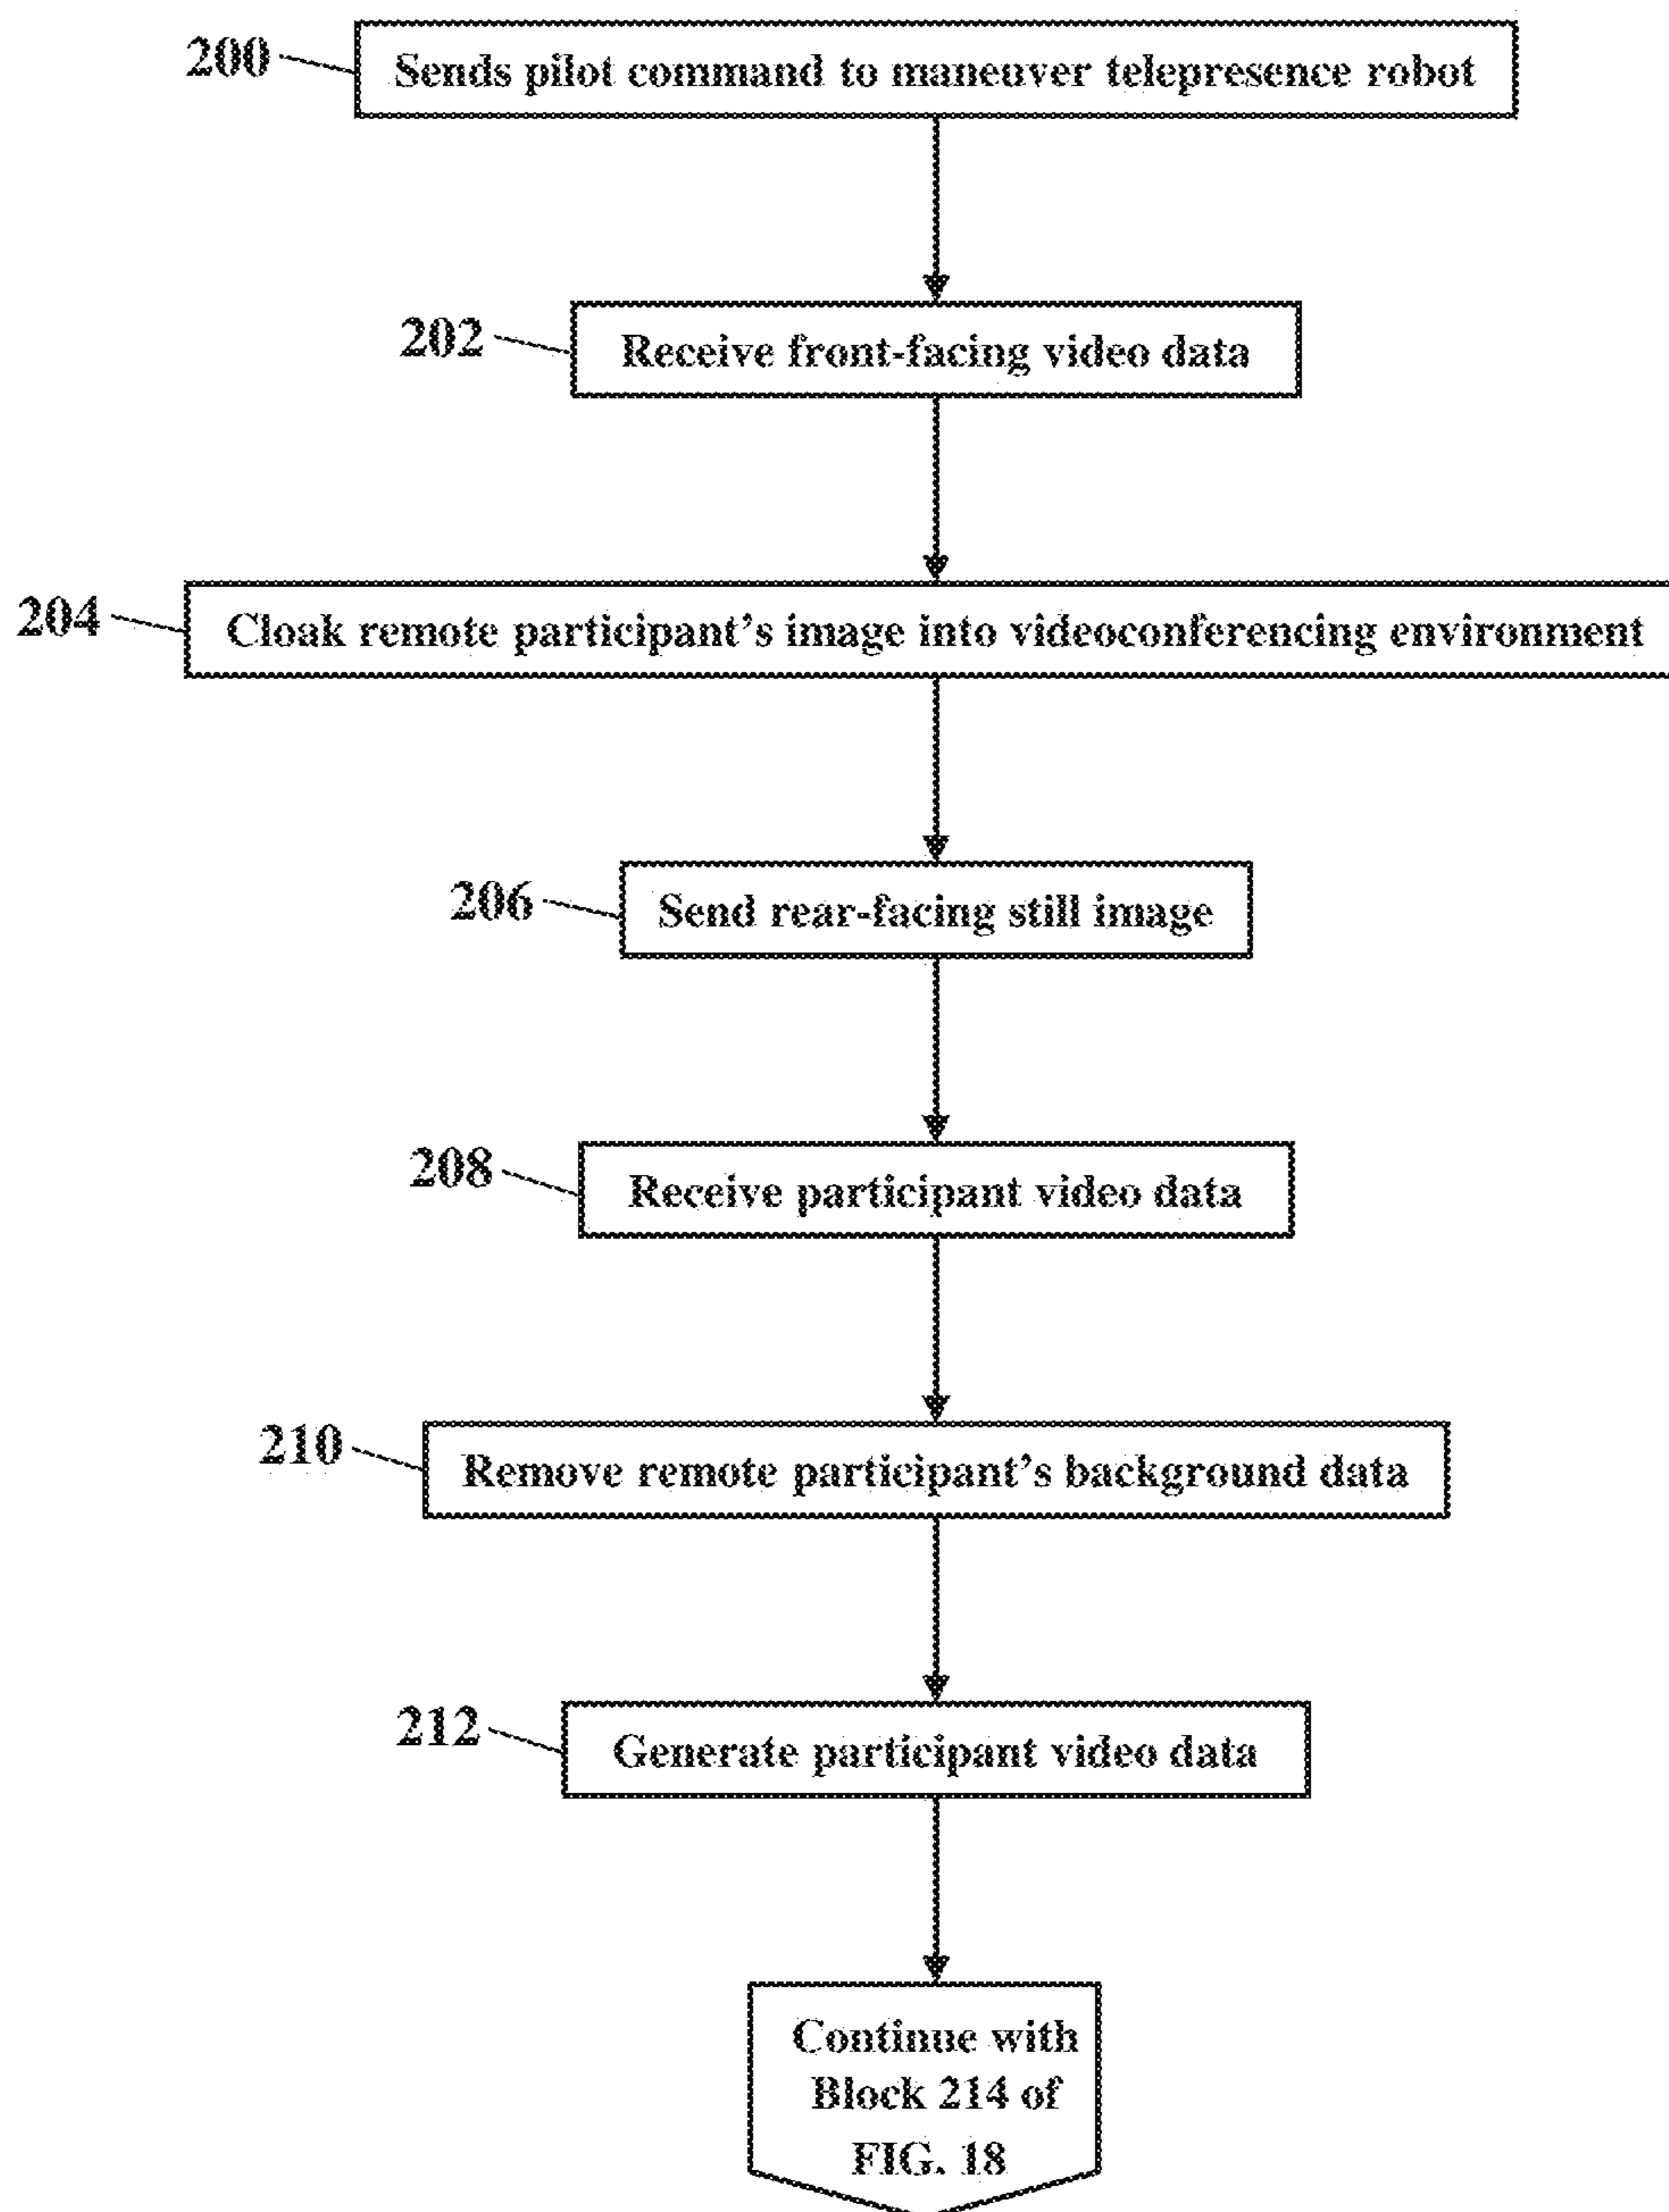 200 Sends pilot command to maneuver telepresence robot
202 Receive front-facing video data
204 Cloak remote participant's image into videoconferencing environment
206 Send rear-facing still image
208 Receive participant video data
210 Remove remote participant's background data
212 Generate participant video data
Continue with
Block 214 of
FIG. 18